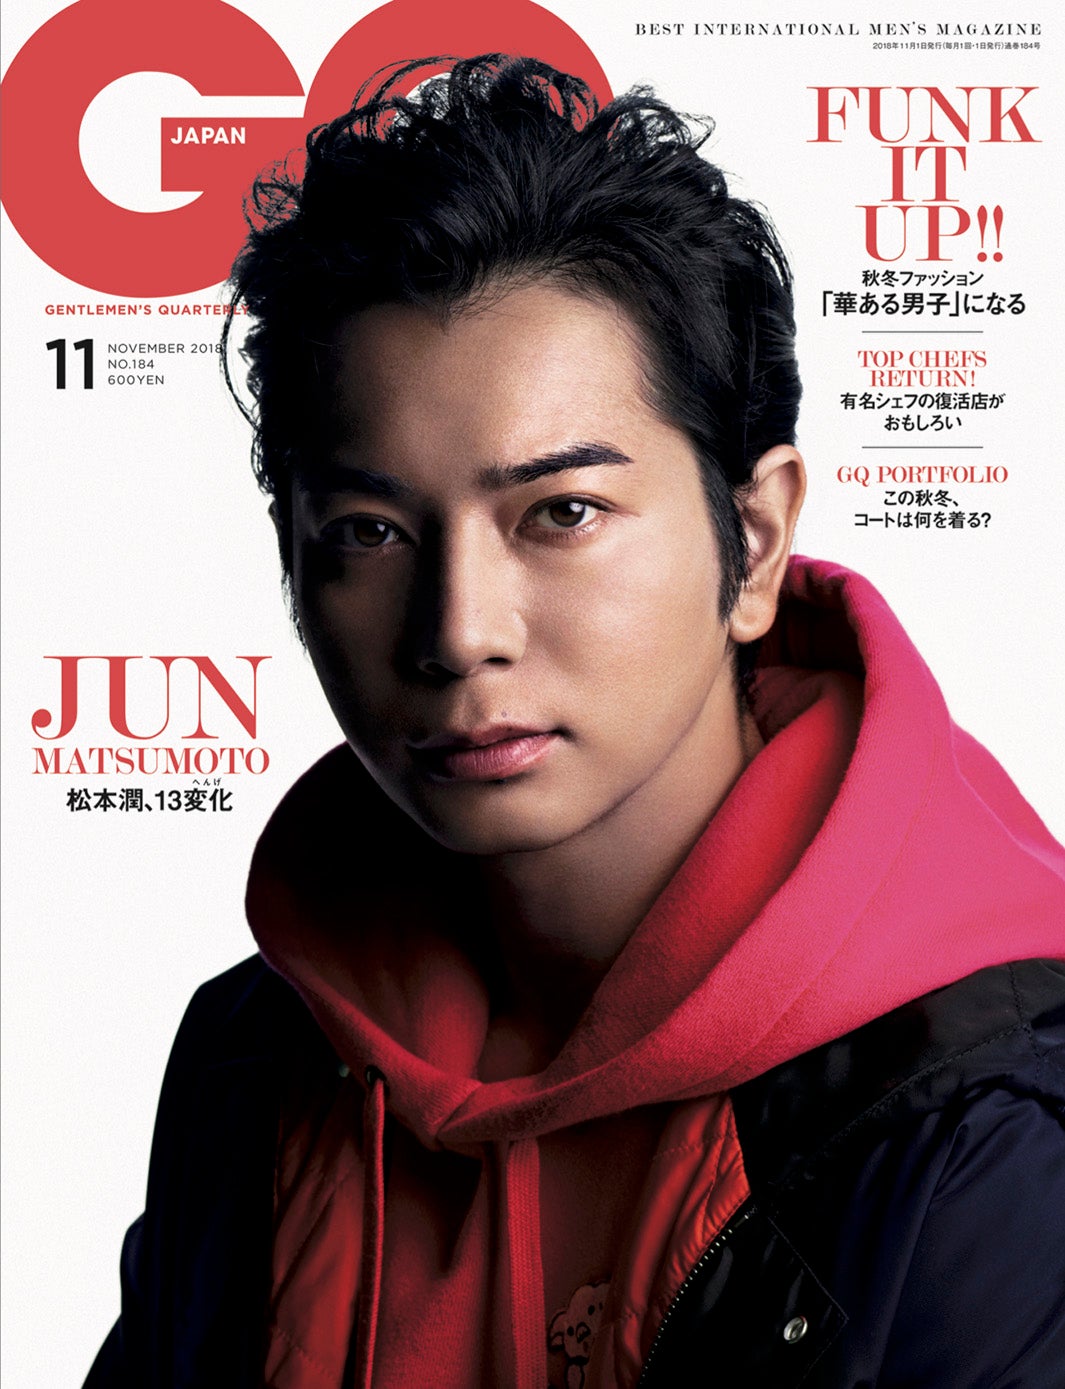 GQ
JAPAN
GENTLEMEN'S QUARTERLY
11
NOVEMBER 2018
NO.184
600YEN
BEST INTERNATIONAL MEN'S MAGAZINE
2018年11月1日発行(毎月1回・1日発行)通巻184号
FUNK
IT
UP!!
秋冬ファッション
「華ある男子」になる
TOP CHEFS
RETURN!
有名シェフの復活店が
おもしろい
GQ PORTFOLIO
この秋冬、
コートは何を着る?
JUN
MATSUMOTO
へんげ
松本潤、13変化